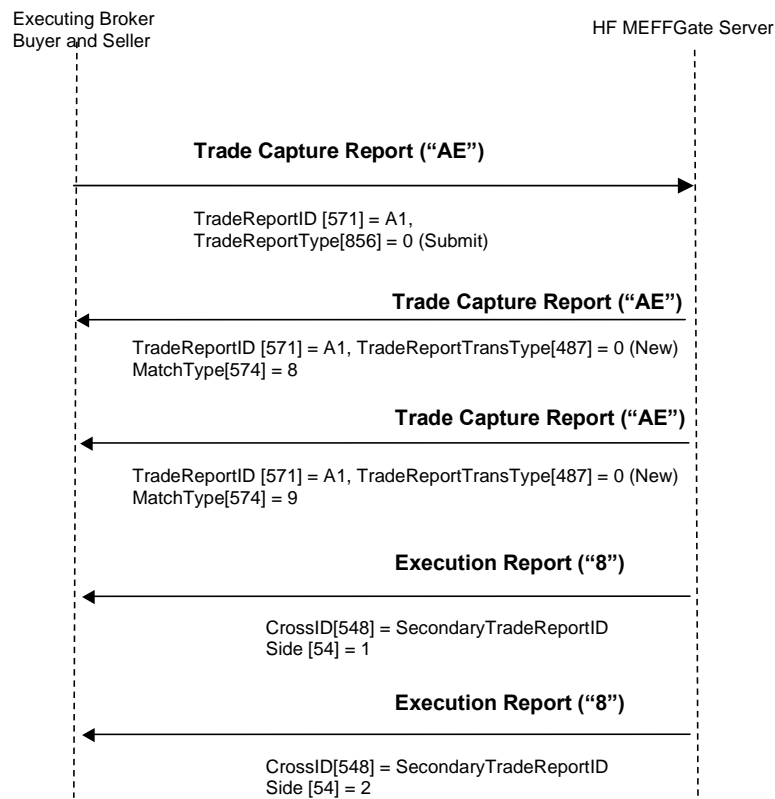 Executing Broker
Buyer and Seller
HF MEFFGate Server
Trade Capture Report (“AE”)
TradeReportID [571] = A1,
TradeReportType[856] = 0 (Submit)
Trade Capture Report (“AE”)
TradeReportID [571] = A1, TradeReportTransType[487] = 0 (New)
MatchType[574] = 8
Trade Capture Report (“AE”)
TradeReportID [571] = A1, TradeReportTransType[487] = 0 (New)
MatchType[574] = 9
Execution Report (“8”)
CrossID[548] = SecondaryTradeReportID
Side [54] = 1
Execution Report (“8”)
CrossID[548] = SecondaryTradeReportID
Side [54] = 2